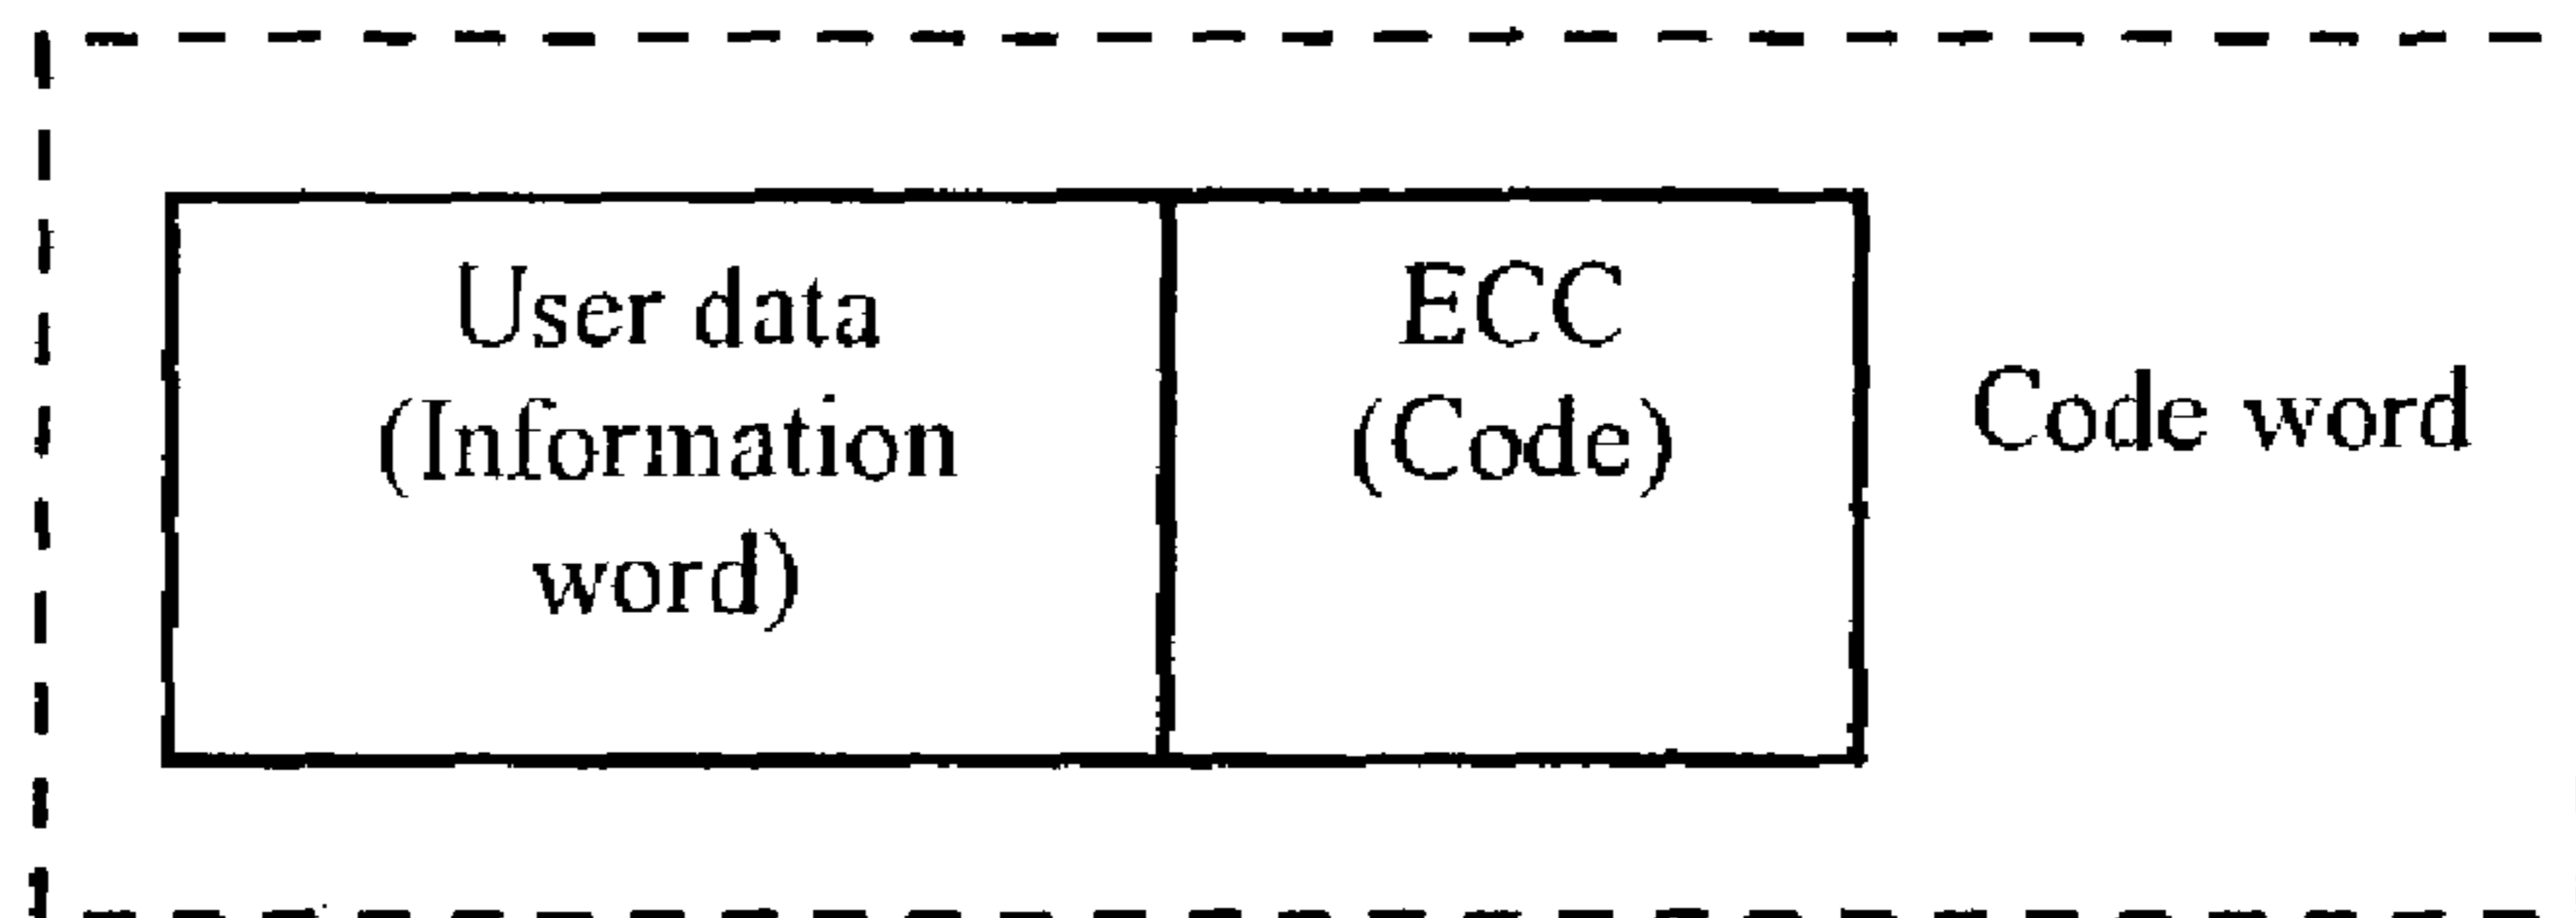 User data
(Information
word)
ECC
(Code)
Code word